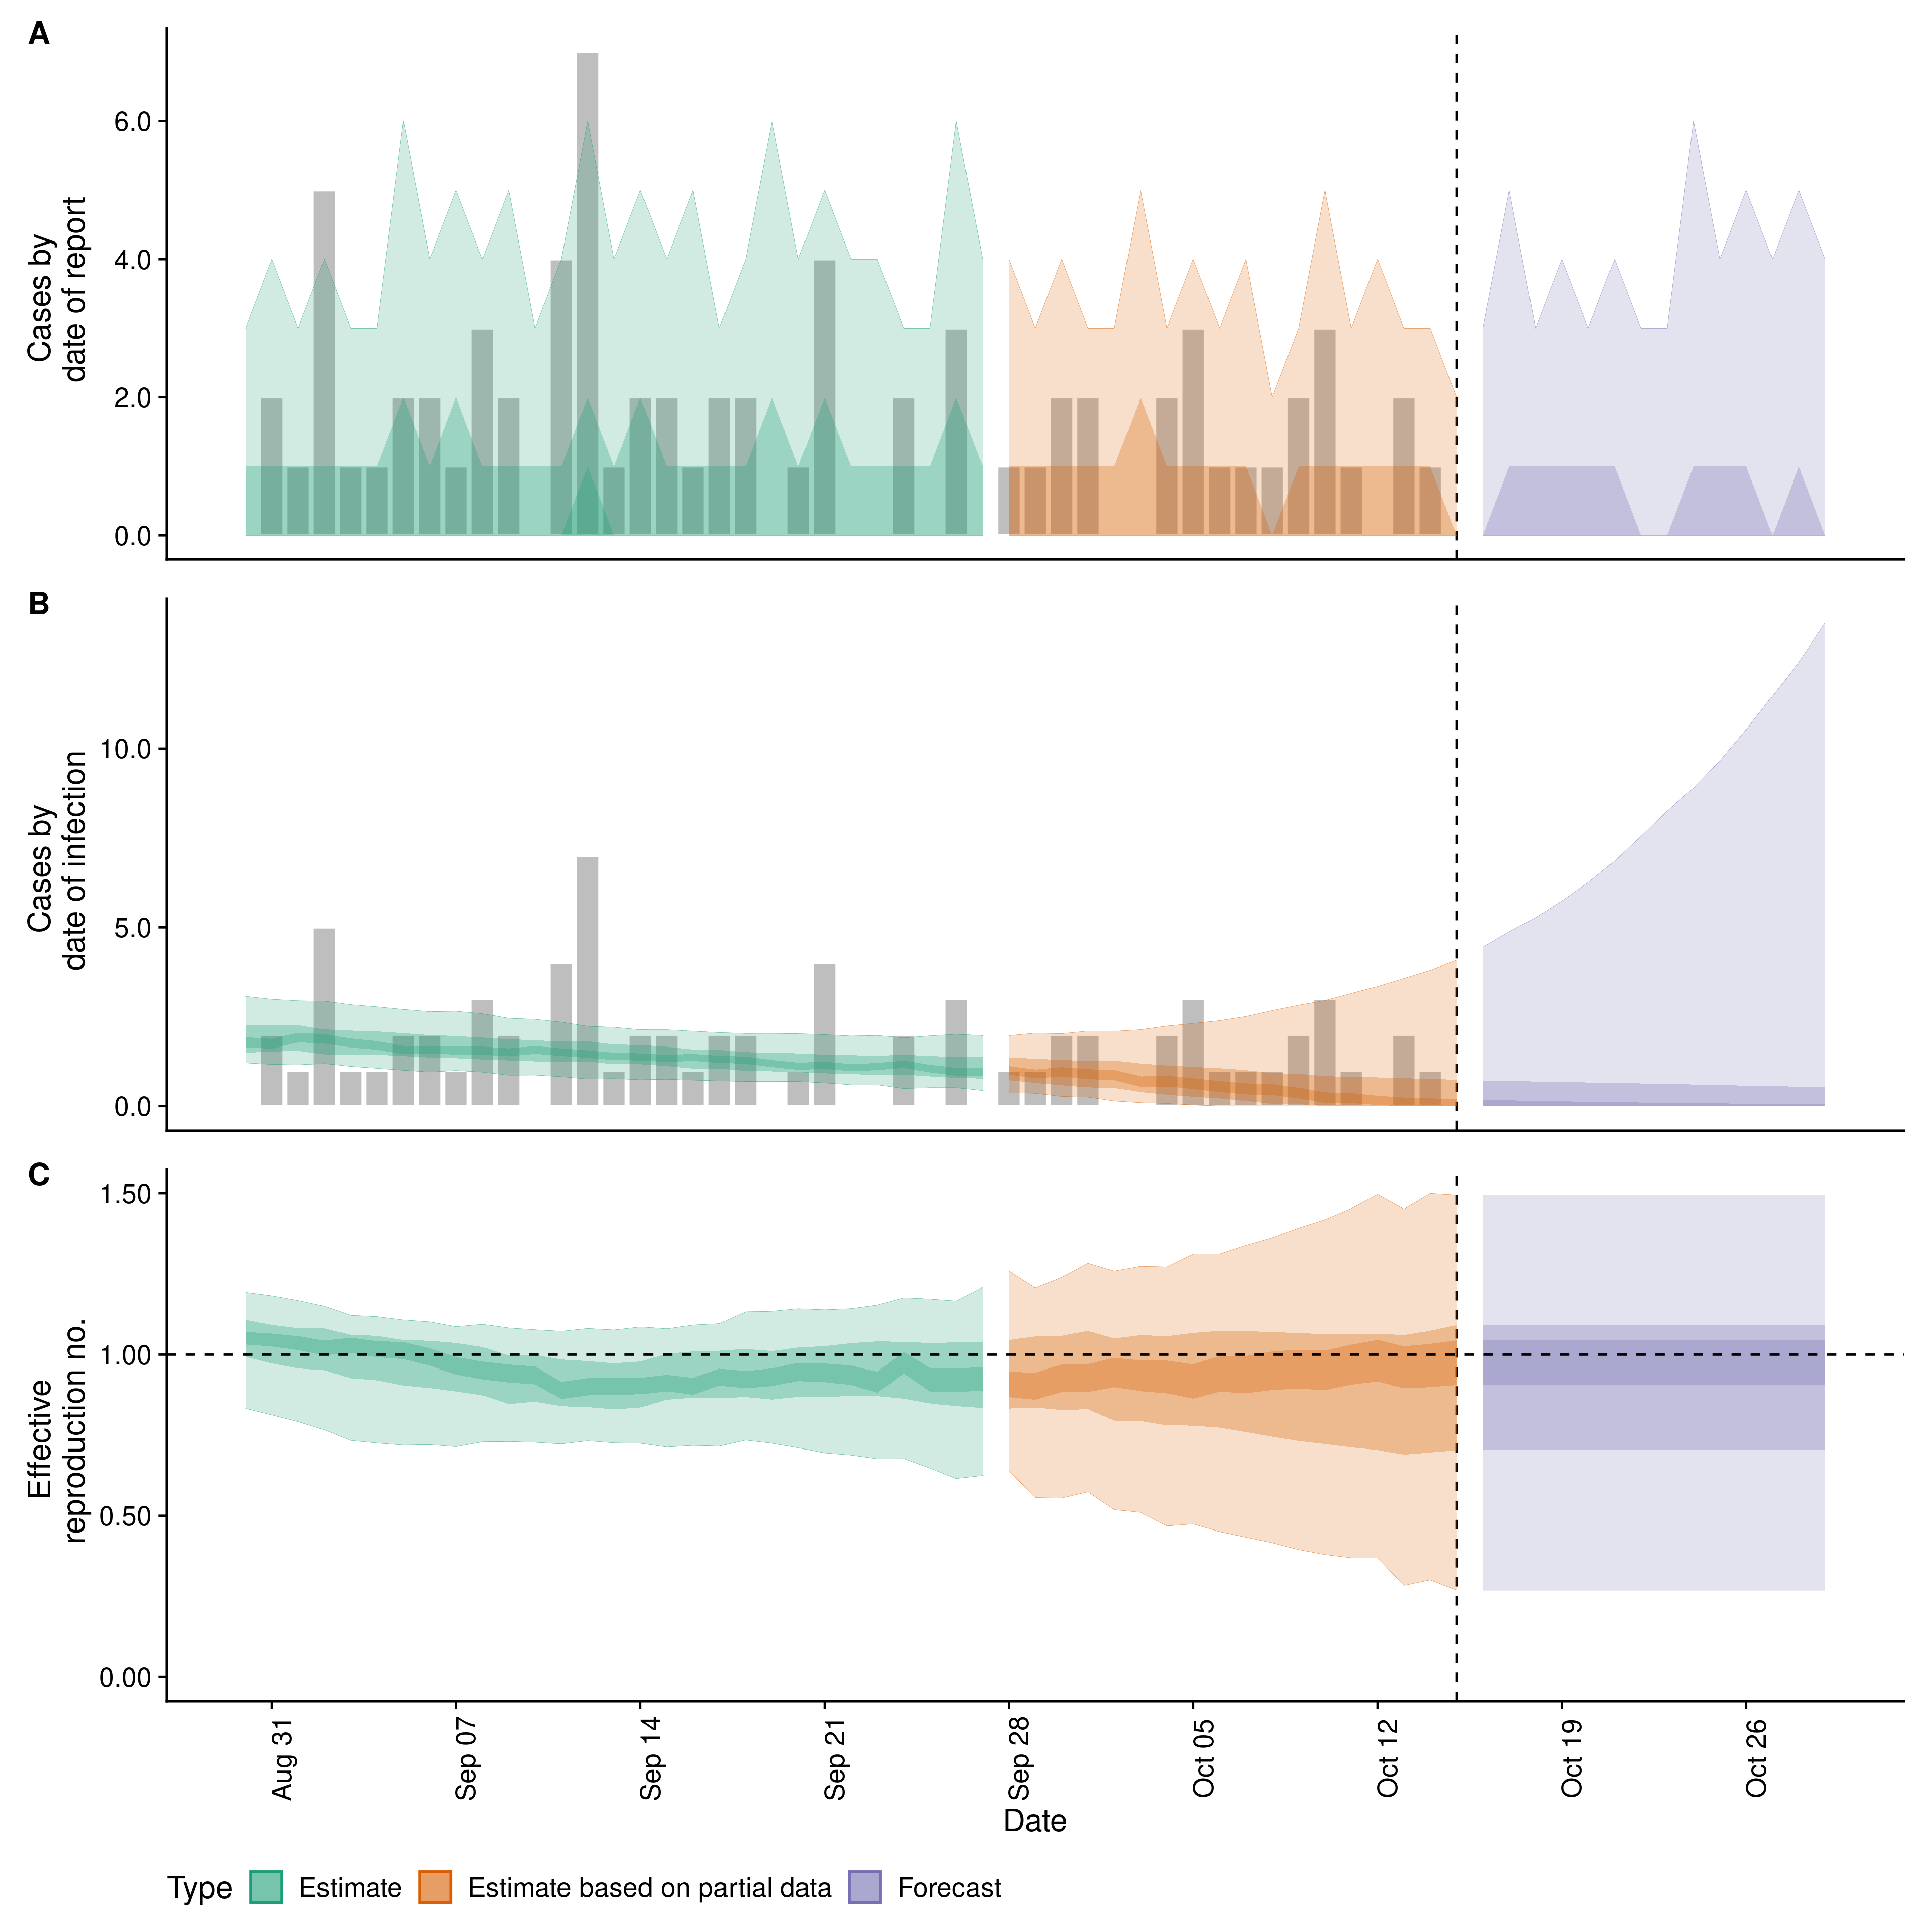 A
Cases by
date of report
6.0
4.0
2.0
0.0
B
Cases by
date of infection
10.0
5.0
0.0
C
Effective
reproduction no.
1.50
1.00
0.50
0.00
Aug 31
Sep 07
Sep 14
Sep 21
Sep 28
Oct 05
Oct 12
Oct 19
Oct 26
Date
Type Estimate Estimate based on partial data Forecast